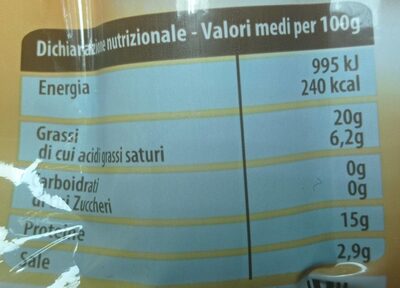 Dichiarazione nutrizionale - Valori medi per 100g
Energia 995 kJ
240 kcal
Grassi 20g
di cui acidi grassi saturi 6,2g
Carboidrati 0g
di cui Zuccheri 0g
Proteine 15g
Sale 2,9g